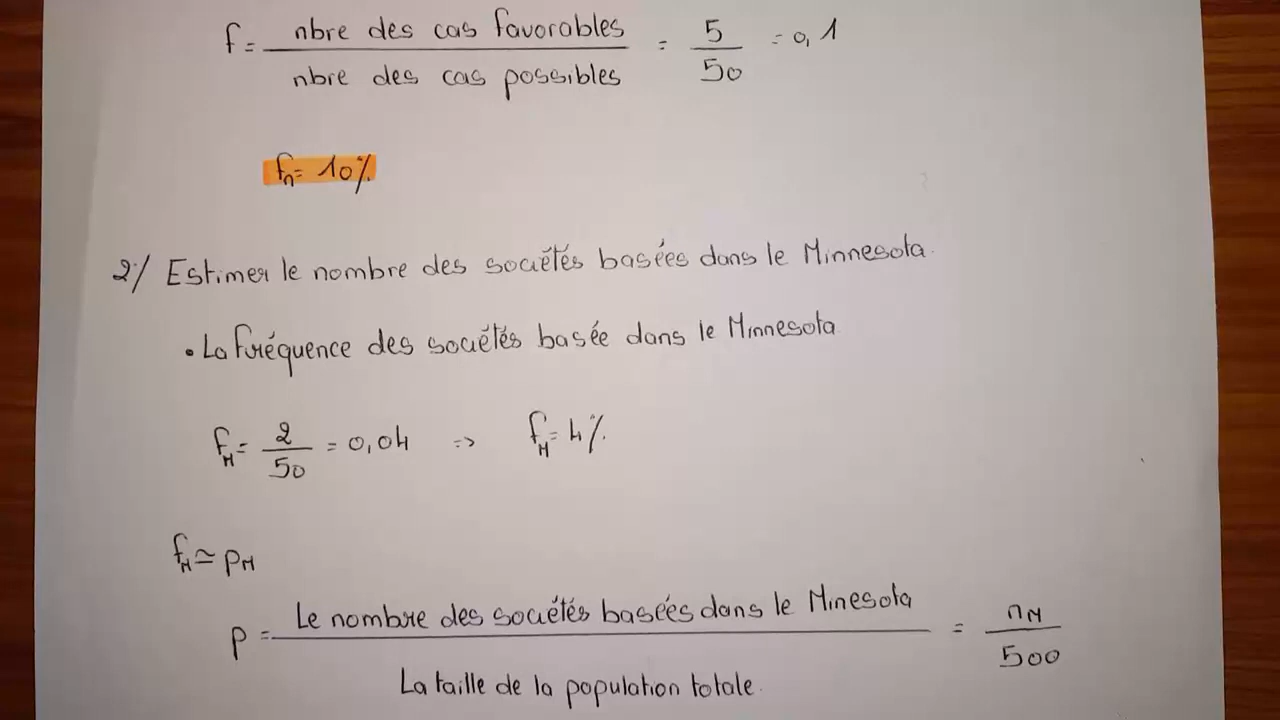 f = nbre des cas favorables / nbre des cas possibles = 5 / 50 = 0,1
fn = 10%
2°/ Estimer le nombre des sociétés basées dans le Minnesota.
• La fréquence des sociétés basée dans le Minnesota
fM = 2 / 50 = 0,04 => fM = 4%
fM ≃ pM
p = Le nombre des sociétés basées dans le Minesota / La taille de la population totale. = nM / 500